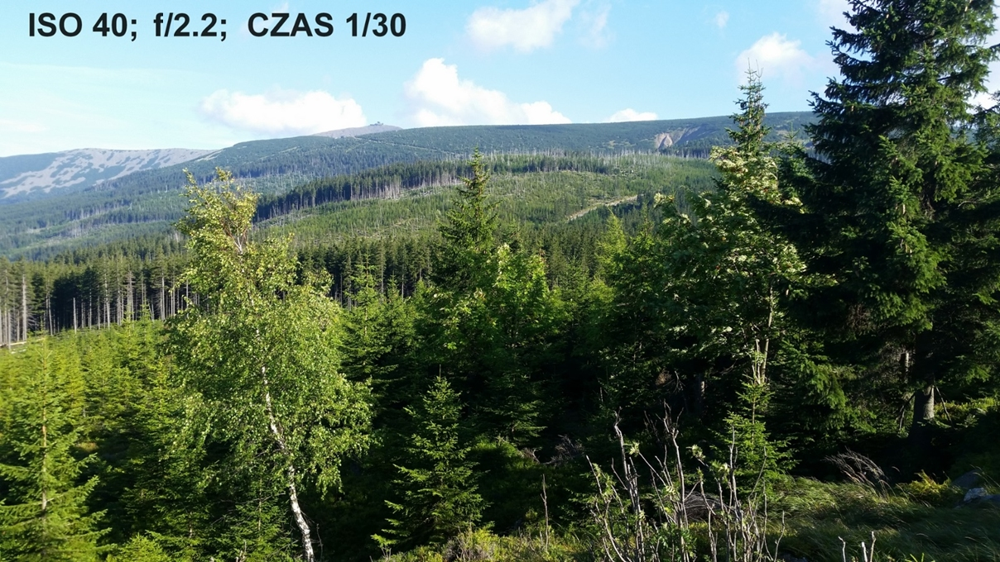 ISO 40; f/2.2; CZAS 1/30